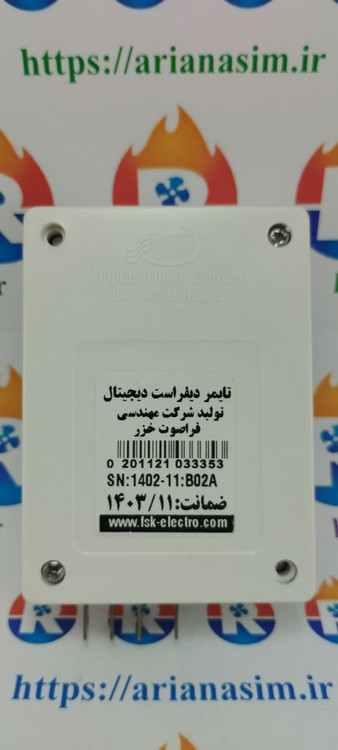 https://arianasim.ir
Digital Timer Defrost
تایمر دیفراست دیجیتال
تولید شرکت مهندسی
فراصوت خزر
0 201121 033353
SN:1402-11:B02A
ضمانت:۱۴۰۳/۱۱
www.fsk-electro.com
R
R
R
https://arianasim.ir